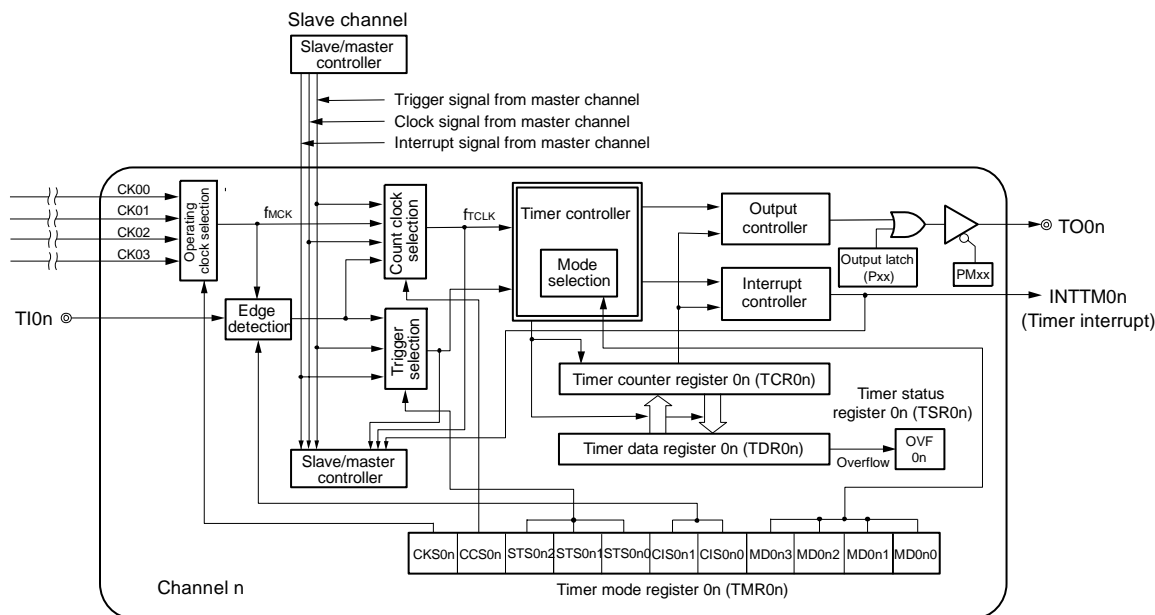 Slave channel
Slave/master
controller
Trigger signal from master channel
Clock signal from master channel
Interrupt signal from master channel
CK00
CK01
CK02
CK03
Operating
clock selection
fMCK
Count clock
selection
fTCLK
Timer controller
Mode
selection
Output
controller
Output latch
(Pxx)
PMxx
TO0n
Interrupt
controller
INTTM0n
(Timer interrupt)
TI0n
Edge
detection
Trigger
selection
Timer counter register 0n (TCR0n)
Timer status
register 0n (TSR0n)
Slave/master
controller
Timer data register 0n (TDR0n)
Overflow
OVF
0n
CKS0n CCS0n STS0n2 STS0n1 STS0n0 CIS0n1 CIS0n0 MD0n3 MD0n2 MD0n1 MD0n0
Channel n
Timer mode register 0n (TMR0n)